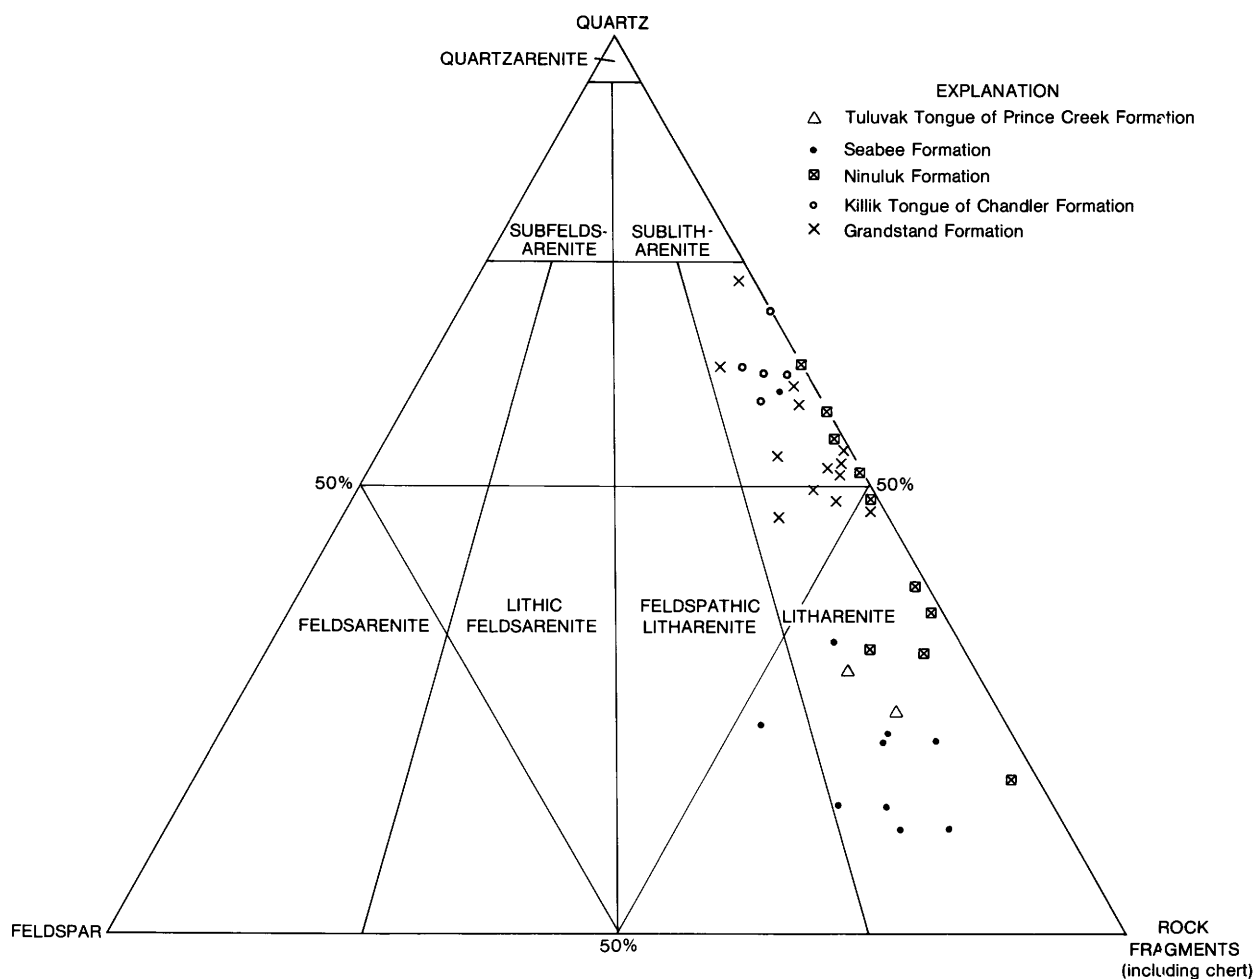 QUARTZ
QUARTZARENITE
EXPLANATION
Tuluvak Tongue of Prince Creek Formation
Seabee Formation
Ninuluk Formation
Killik Tongue of Chandler Formation
Grandstand Formation
SUBFELDS-
ARENITE
SUBLITH-
ARENITE
50%
50%
FELDSARENITE
LITHIC
FELDSARENITE
FELDSPATHIC
LITHARENITE
LITHARENITE
FELDSPAR
50%
ROCK
FRAGMENTS
(including chert)